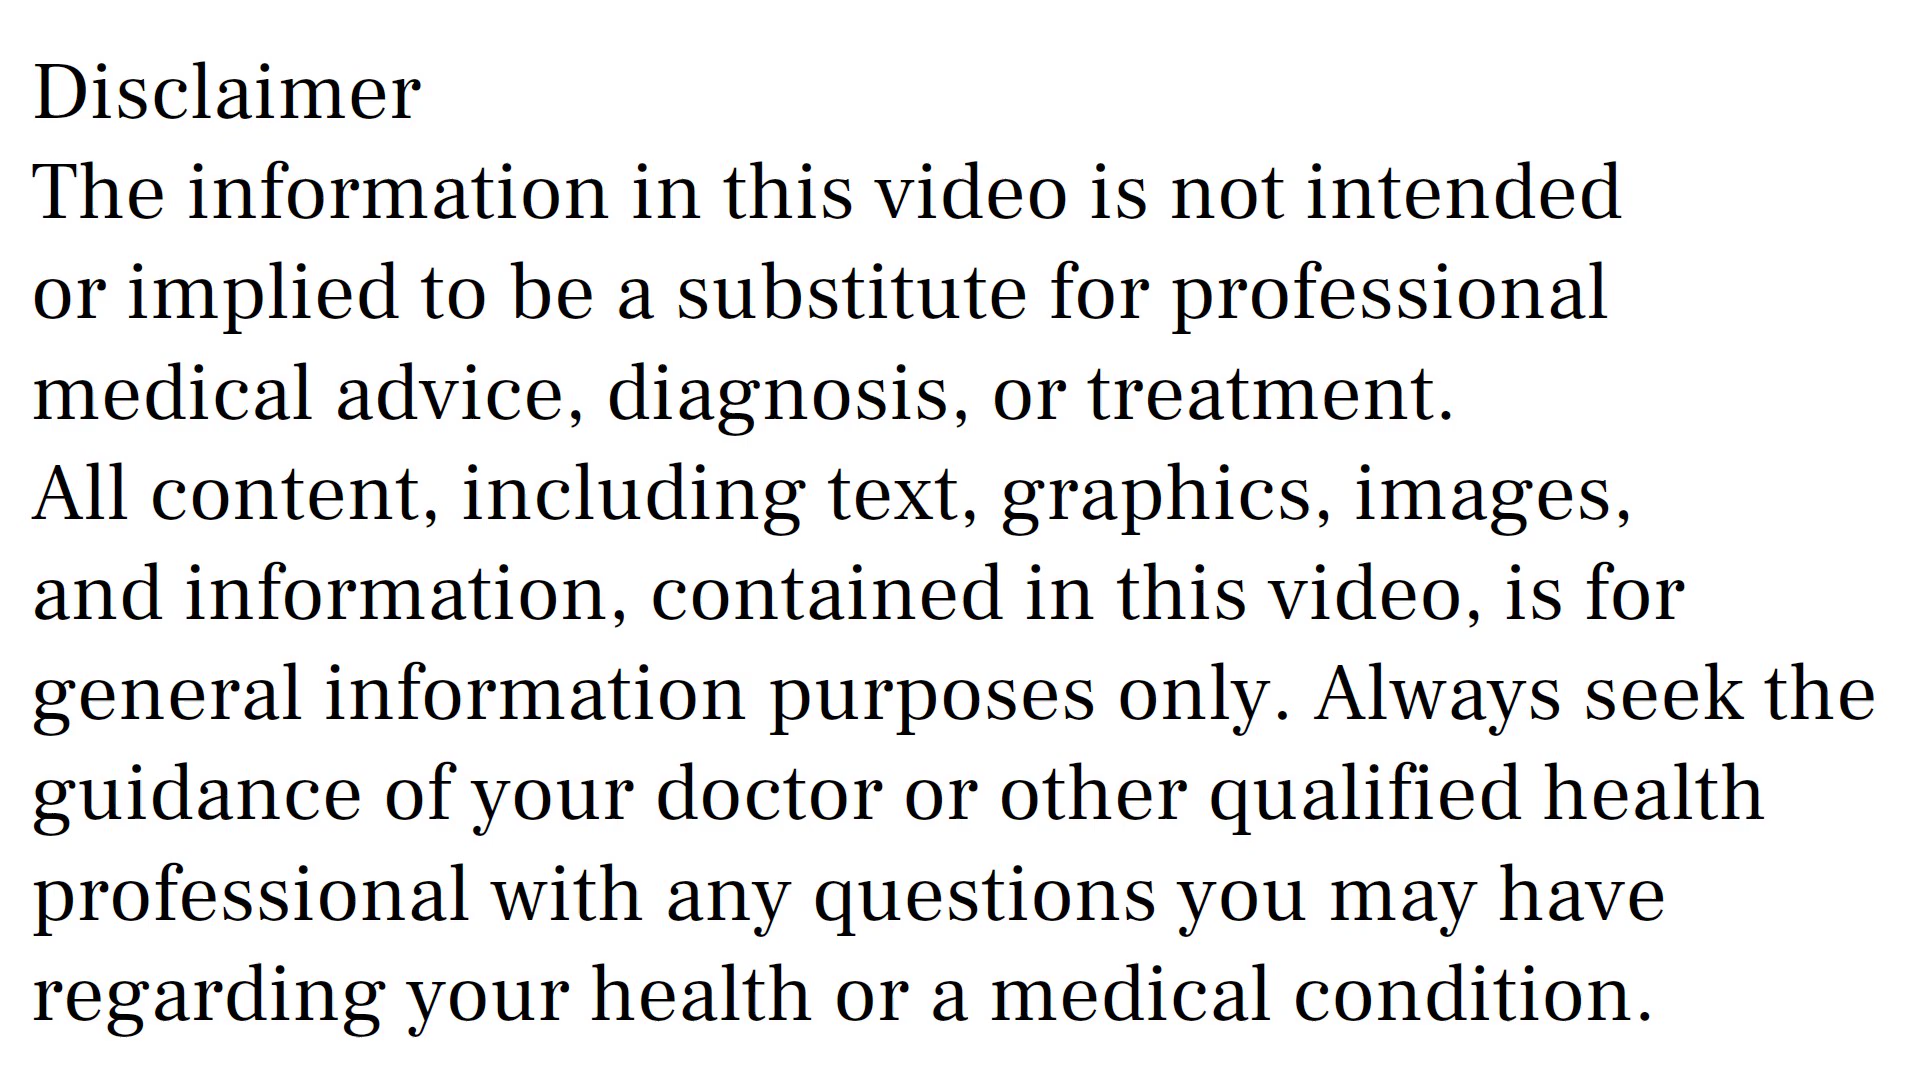 Disclaimer
The information in this video is not intended
or implied to be a substitute for professional
medical advice, diagnosis, or treatment.
All content, including text, graphics, images,
and information, contained in this video, is for
general information purposes only. Always seek the
guidance of your doctor or other qualified health
professional with any questions you may have
regarding your health or a medical condition.